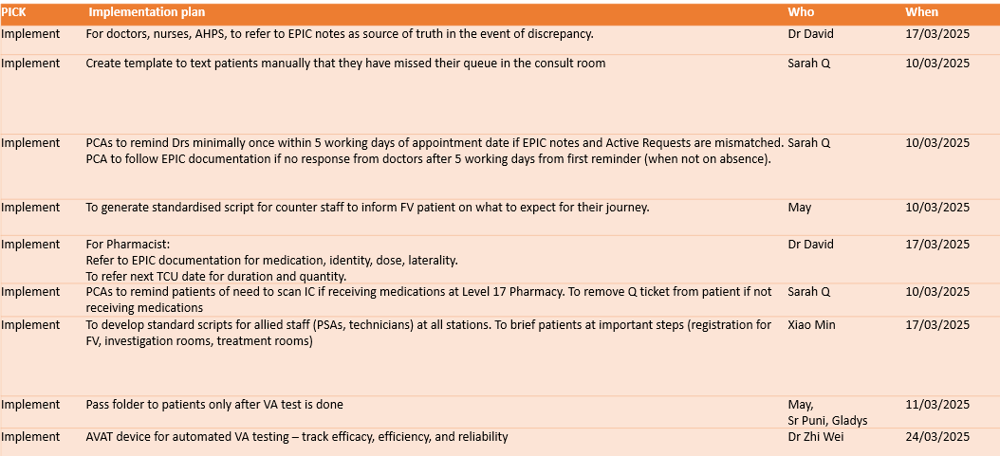 PICK Implementation plan Who When
Implement For doctors, nurses, AHPS, to refer to EPIC notes as source of truth in the event of discrepancy. Dr David 17/03/2025
Implement Create template to text patients manually that they have missed their queue in the consult room Sarah Q 10/03/2025
Implement PCAs to remind Drs minimally once within 5 working days of appointment date if EPIC notes and Active Requests are mismatched. Sarah Q 10/03/2025
PCA to follow EPIC documentation if no response from doctors after 5 working days from first reminder (when not on absence).
Implement To generate standardised script for counter staff to inform FV patient on what to expect for their journey. May 10/03/2025
Implement For Pharmacist: Dr David 17/03/2025
Refer to EPIC documentation for medication, identity, dose, laterality.
To refer next TCU date for duration and quantity.
Implement PCAs to remind patients of need to scan IC if receiving medications at Level 17 Pharmacy. To remove Q ticket from patient if not Sarah Q 10/03/2025
receiving medications
Implement To develop standard scripts for allied staff (PSAs, technicians) at all stations. To brief patients at important steps (registration for Xiao Min 17/03/2025
FV, investigation rooms, treatment rooms)
Implement Pass folder to patients only after VA test is done May, 11/03/2025
Sr Puni, Gladys
Implement AVAT device for automated VA testing – track efficacy, efficiency, and reliability Dr Zhi Wei 24/03/2025